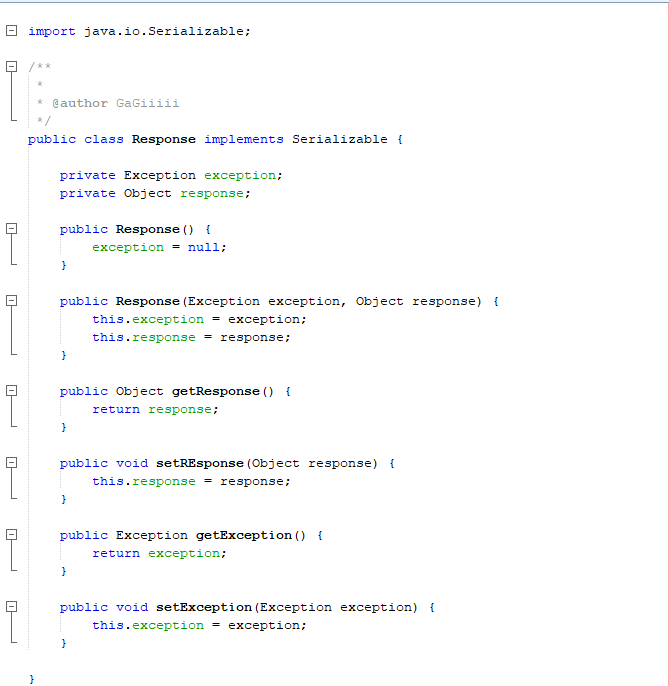 import java.io.Serializable;
/**
 *
 * @author GaGiiiii
 */
public class Response implements Serializable {
    private Exception exception;
    private Object response;
    public Response() {
        exception = null;
    }
    public Response(Exception exception, Object response) {
        this.exception = exception;
        this.response = response;
    }
    public Object getResponse() {
        return response;
    }
    public void setREsponse(Object response) {
        this.response = response;
    }
    public Exception getException() {
        return exception;
    }
    public void setException(Exception exception) {
        this.exception = exception;
    }
}